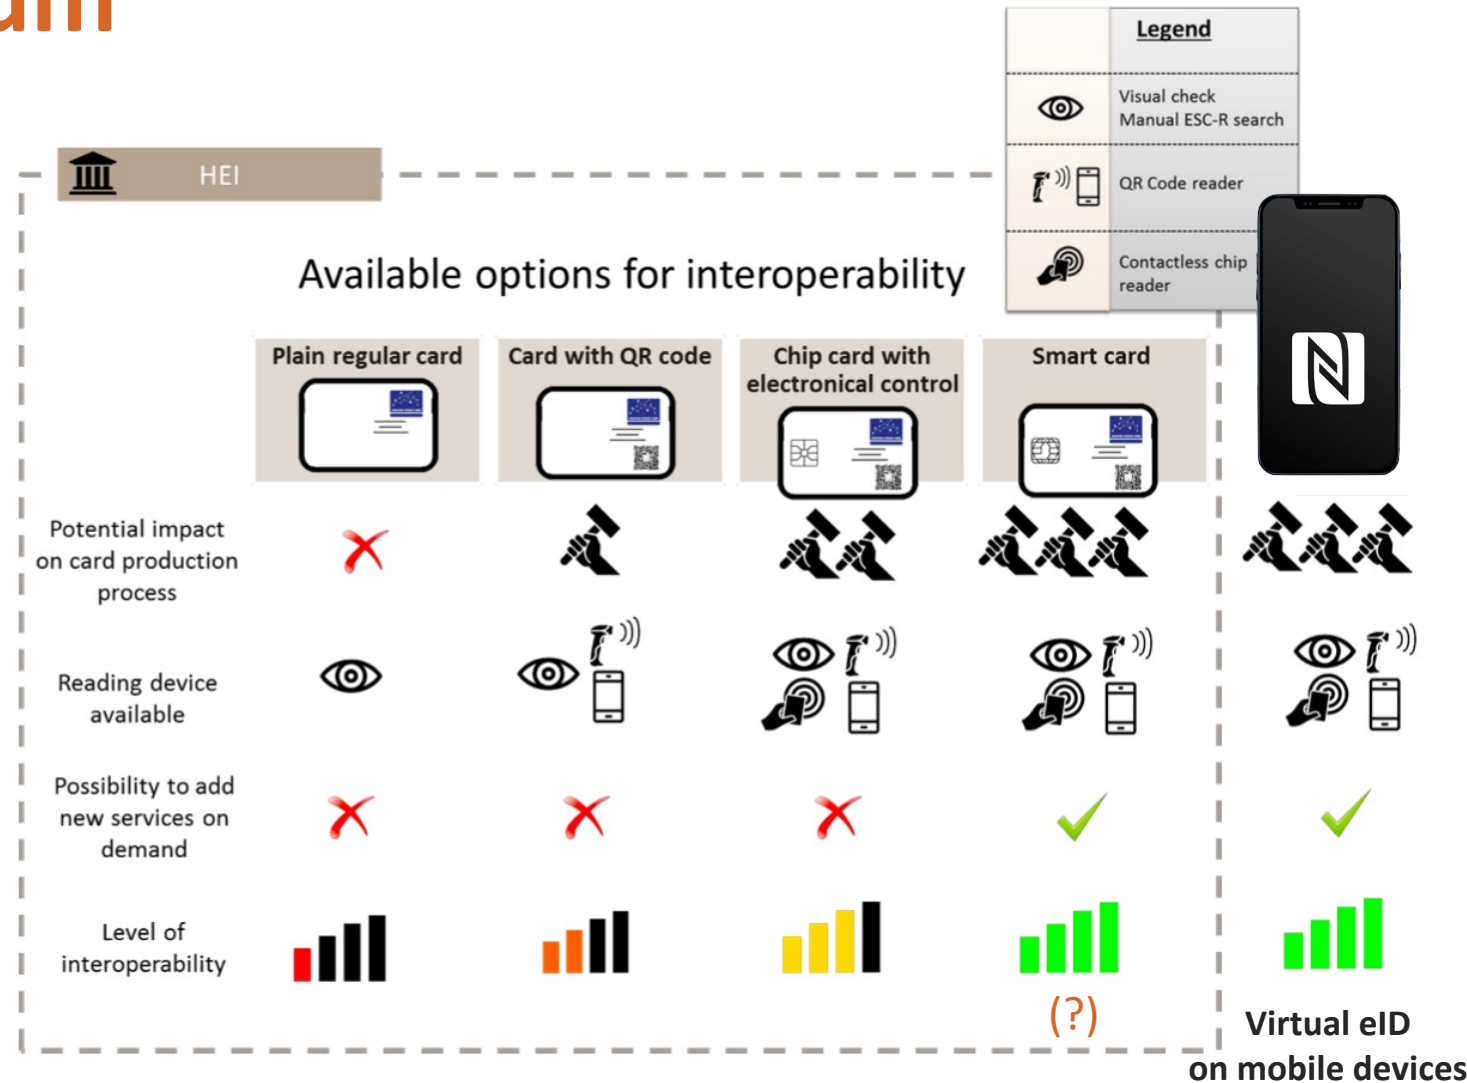 Legend
Visual check
Manual ESC-R search
QR Code reader
Contactless chip
reader
HEI
Available options for interoperability
Plain regular card
Card with QR code
Chip card with
electronical control
Smart card
Potential impact
on card production
process
Reading device
available
Possibility to add
new services on
demand
Level of
interoperability
(?)
Virtual eID
on mobile devices